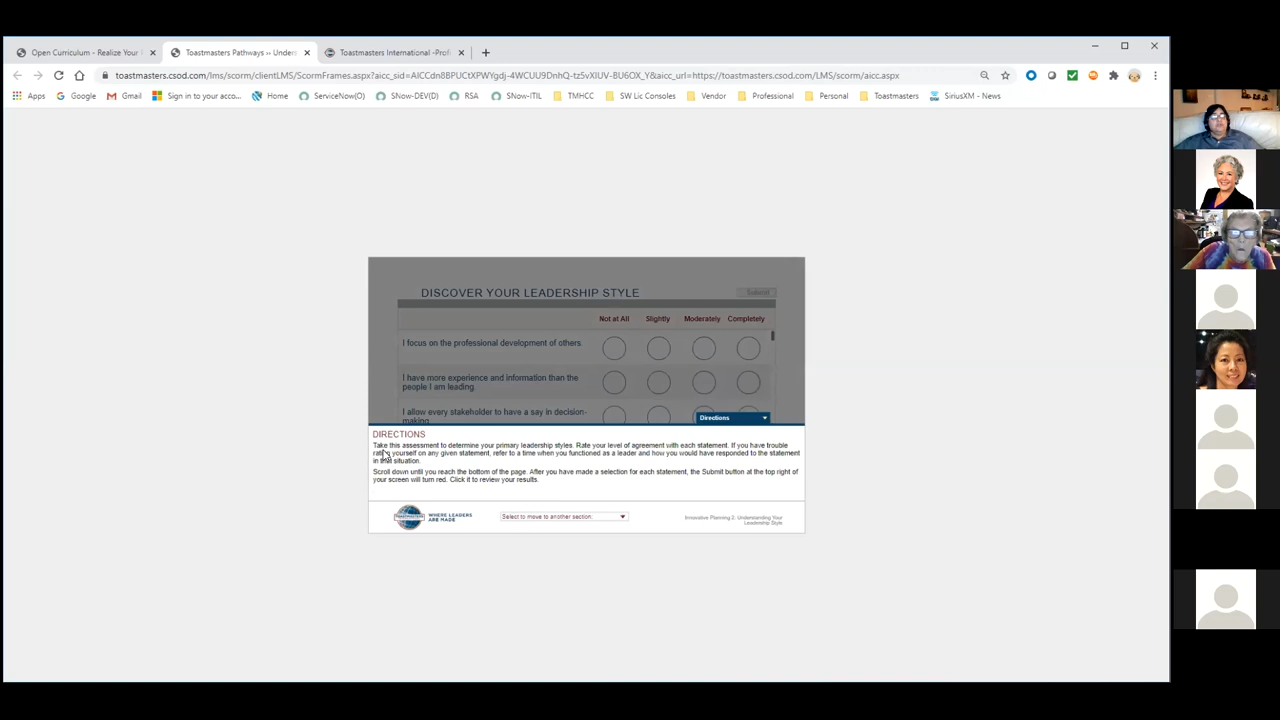 Open Curriculum - Realize Your
Toastmasters Pathways ›› Unders
Toastmasters International -Prof
toastmasters.csod.com/lms/scorm/clientLMS/ScormFrames.aspx?aicc_sid=AICCdn8BPUCtXPWYgdj-4WCUU9DnhQ-tz5vXIUV-BU6OX_Y&aicc_url=https://toastmasters.csod.com/LMS/scorm/aicc.aspx
Apps Google Gmail Sign in to your acco... Home ServiceNow(O) SNow-DEV(D) RSA SNow-ITIL TMHCC SW Lic Consoles Vendor Professional Personal Toastmasters SiriusXM - News
DISCOVER YOUR LEADERSHIP STYLE
Submit
Not at All Slightly Moderately Completely
I focus on the professional development of others.
I have more experience and information than the
people I am leading.
I allow every stakeholder to have a say in decision-
making.
Directions
DIRECTIONS
Take this assessment to determine your primary leadership styles. Rate your level of agreement with each statement. If you have trouble
rating yourself on any given statement, refer to a time when you functioned as a leader and how you would have responded to the statement
in that situation.
Scroll down until you reach the bottom of the page. After you have made a selection for each statement, the Submit button at the top right of
your screen will turn red. Click it to review your results.
TOASTMASTERS
WHERE LEADERS
ARE MADE
Select to move to another section.
Innovative Planning 2: Understanding Your
Leadership Style